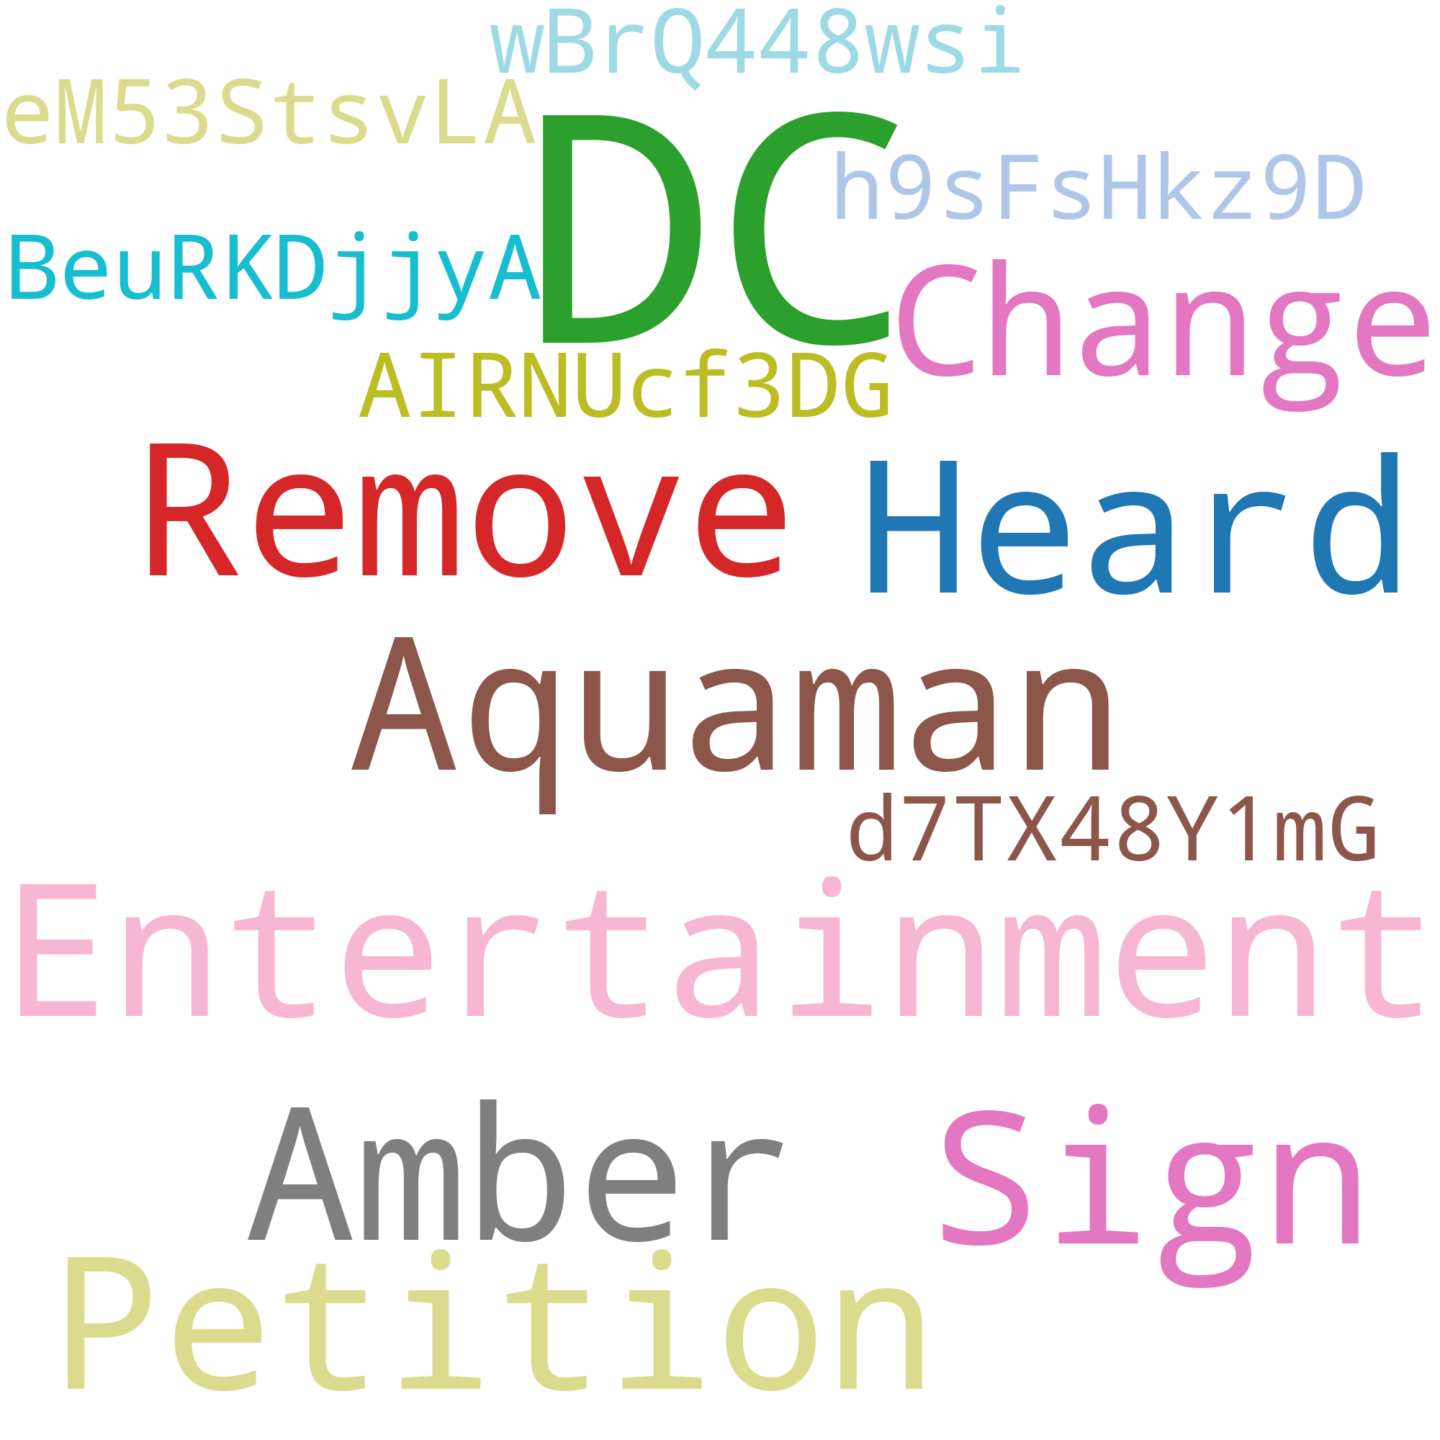 wBrQ448wsi
eM53StsvLA
DC
h9sFsHkz9D
BeuRKDjjyA
Change
AIRNUcf3DG
Remove Heard
Aquaman
d7TX48Y1mG
Entertainment
Amber Sign
Petition